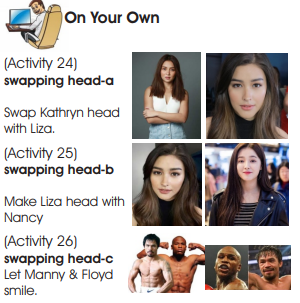 On Your Own
(Activity 24)
swapping head-a
Swap Kathryn head
with Liza.
(Activity 25)
swapping head-b
Make Liza head with
Nancy
(Activity 26)
swapping head-c
Let Manny & Floyd
smile.